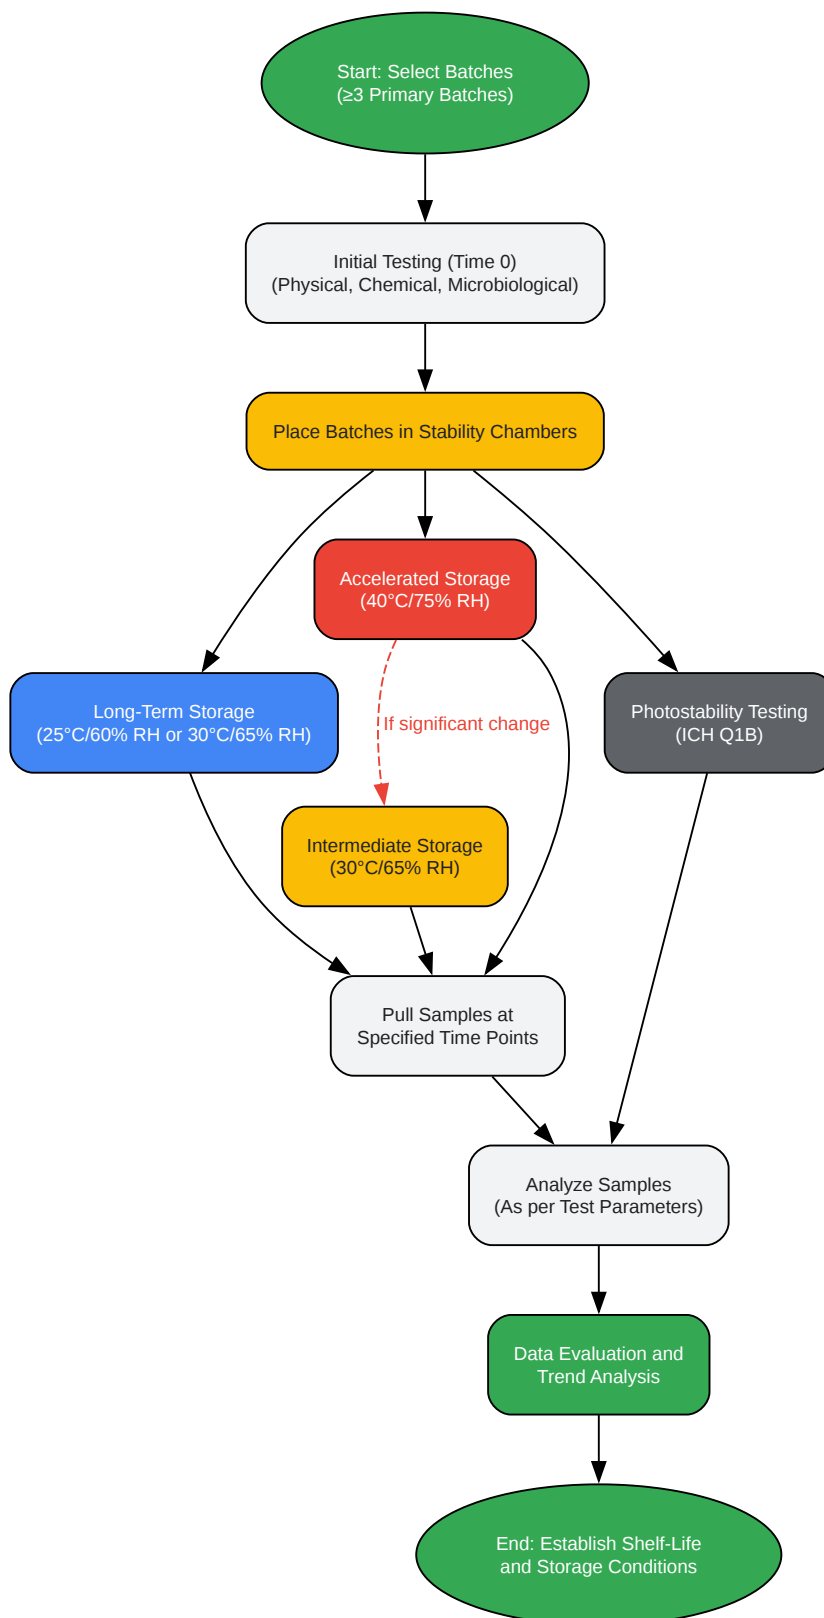 Start: Select Batches
(≥3 Primary Batches)
Initial Testing (Time 0)
(Physical, Chemical, Microbiological)
Place Batches in Stability Chambers
Accelerated Storage
(40°C/75% RH)
Long-Term Storage
(25°C/60% RH or 30°C/65% RH)
If significant change
Photostability Testing
(ICH Q1B)
Intermediate Storage
(30°C/65% RH)
Pull Samples at
Specified Time Points
Analyze Samples
(As per Test Parameters)
Data Evaluation and
Trend Analysis
End: Establish Shelf-Life
and Storage Conditions